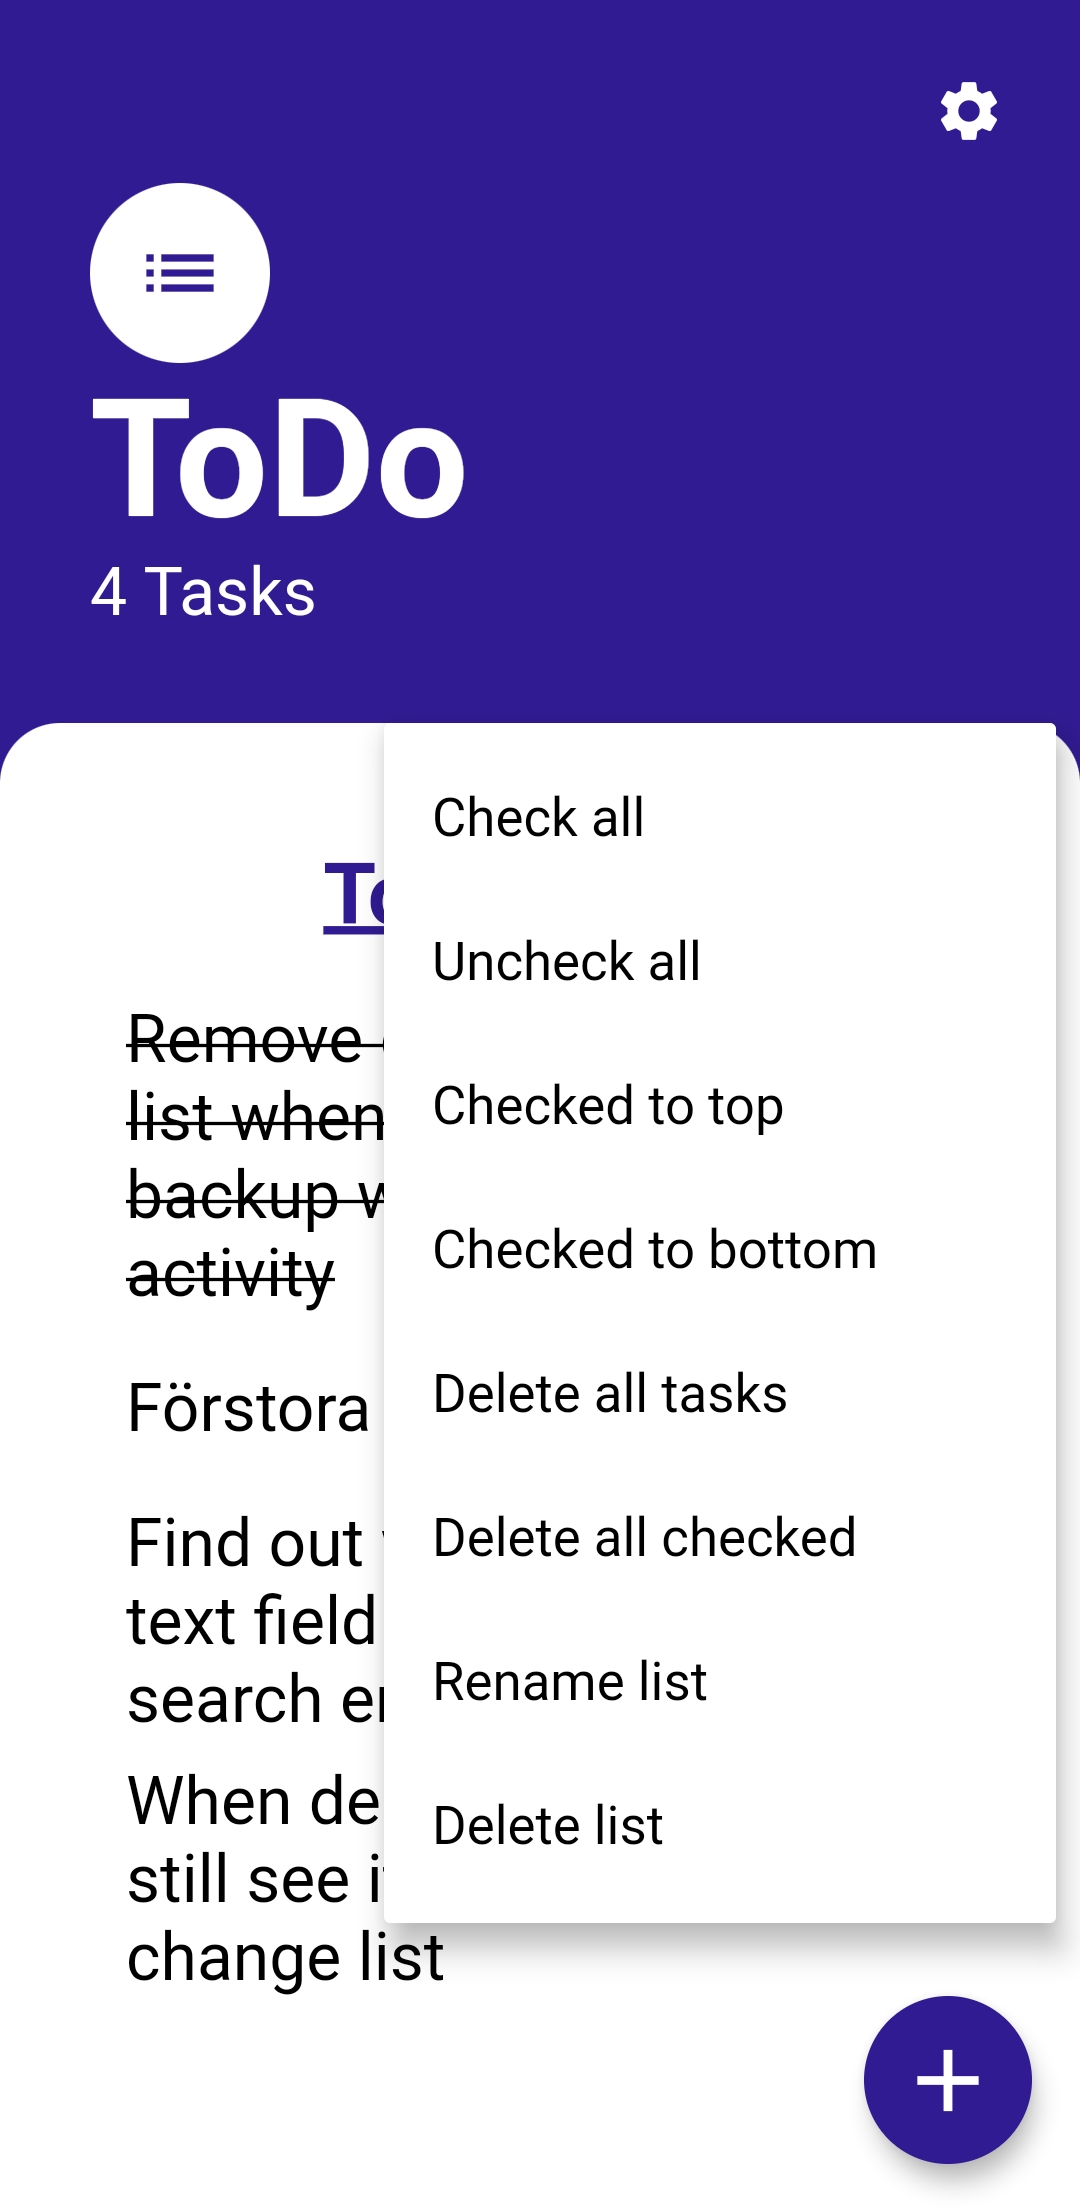 ToDo
4 Tasks
Check all
Uncheck all
Checked to top
Checked to bottom
Delete all tasks
Delete all checked
Rename list
Delete list
Remove
list when
backup
activity
Förstora
Find out
text field
search
When
still see
change list